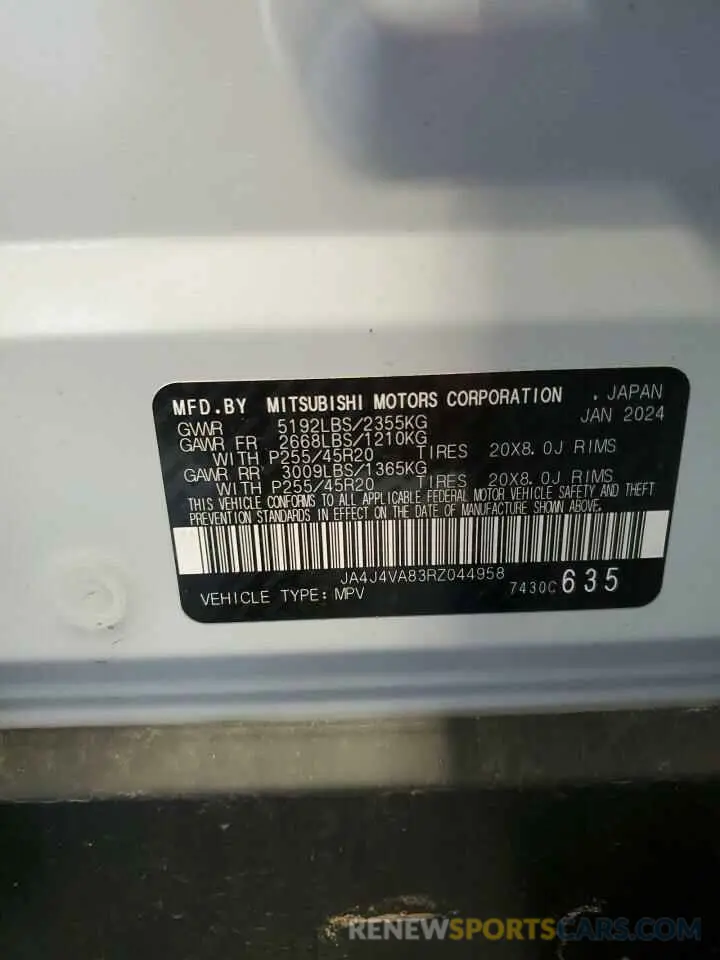 MFD.BY MITSUBISHI MOTORS CORPORATION . JAPAN
GVWR 5192LBS/2355KG JAN 2024
GAWR FR 2668LBS/1210KG
WITH P255/45R20 TIRES 20X8.0J RIMS
GAWR RR 3009LBS/1365KG
WITH P255/45R20 TIRES 20X8.0J RIMS
THIS VEHICLE CONFORMS TO ALL APPLICABLE FEDERAL MOTOR VEHICLE SAFETY AND THEFT
PREVENTION STANDARDS IN EFFECT ON THE DATE OF MANUFACTURE SHOWN ABOVE.
JA4J4VA83RZ044958
VEHICLE TYPE: MPV 7430C 635
RENEWSPORTSCARS.COM